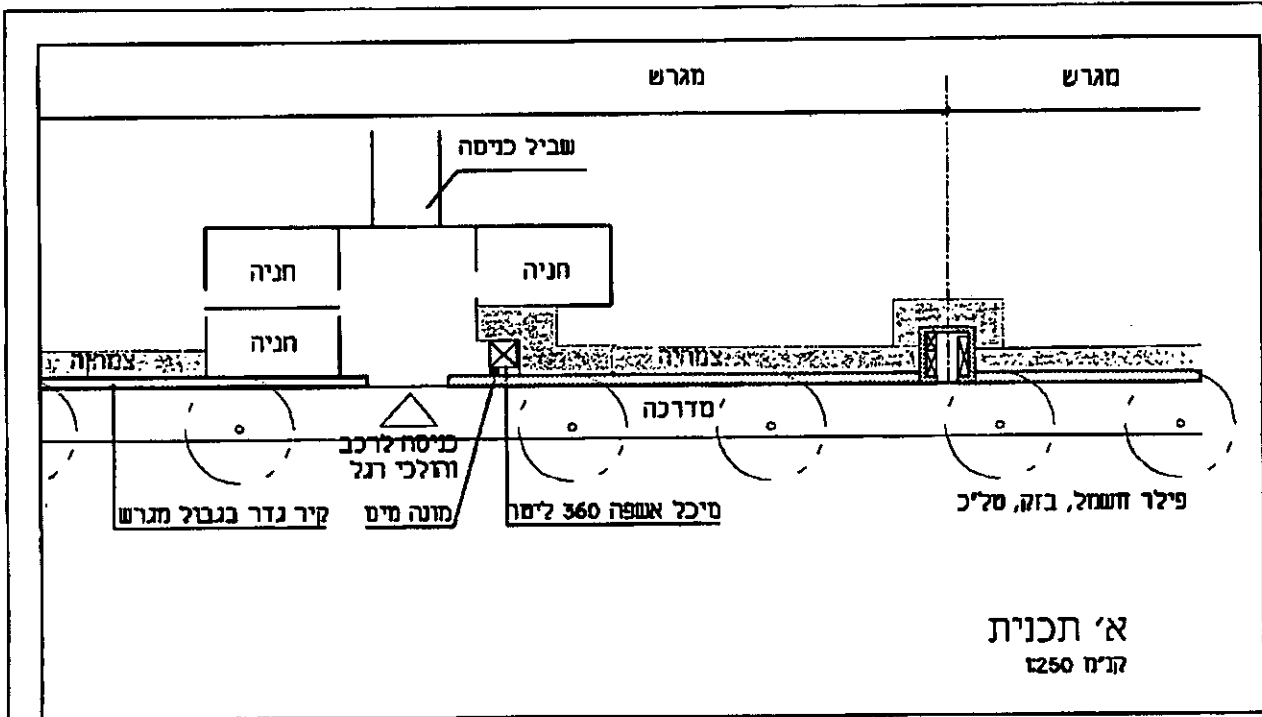 מגרש
מגרש
שביל כניסה
חניה
חניה
חניה
צמחיה
צמחיה
מדרכה
כניסה לרכב
והולכי רגל
פילר חשמל, בזק, טל"כ
מיכל אשפה 360 ליטר
מונה מים
קיר גדר בגבול מגרש
א' תכנית
קנ"מ 1:250